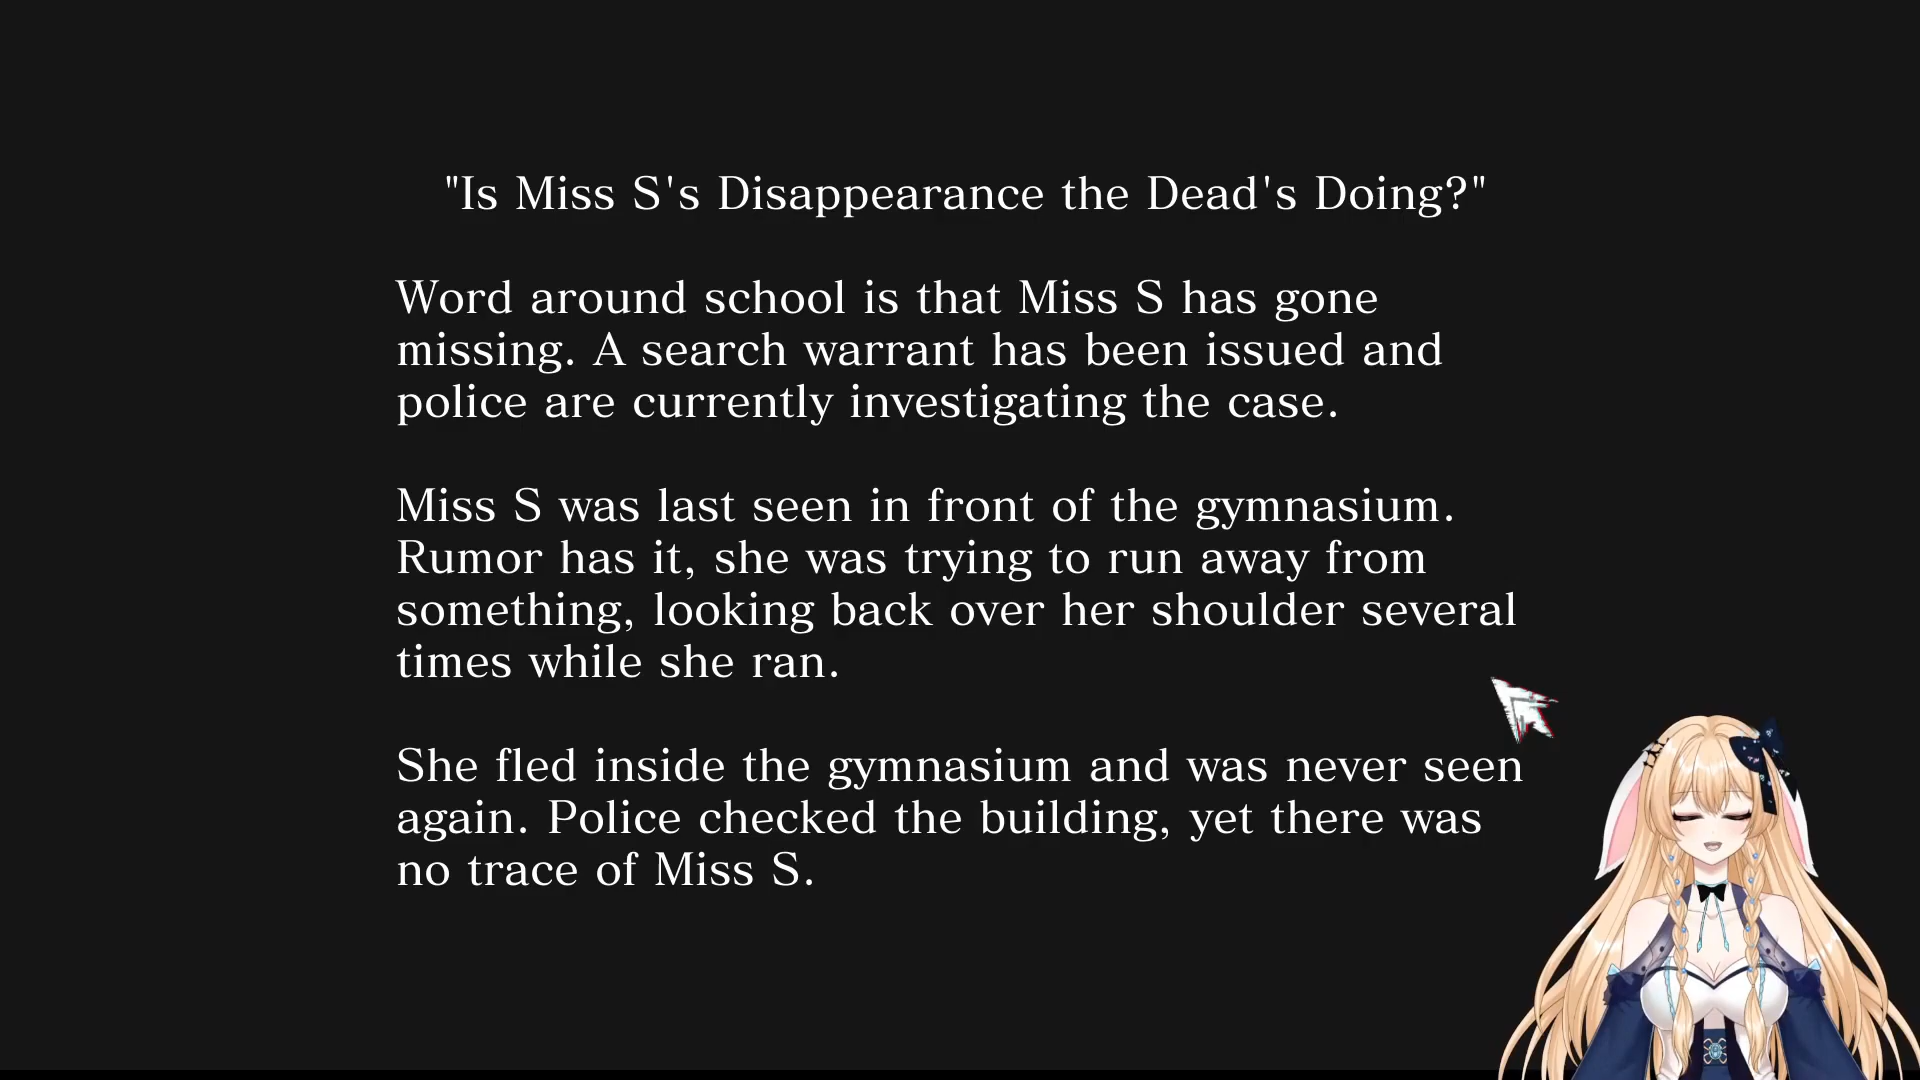 "Is Miss S's Disappearance the Dead's Doing?"
Word around school is that Miss S has gone
missing. A search warrant has been issued and
police are currently investigating the case.
Miss S was last seen in front of the gymnasium.
Rumor has it, she was trying to run away from
something, looking back over her shoulder several
times while she ran.
She fled inside the gymnasium and was never seen
again. Police checked the building, yet there was
no trace of Miss S.